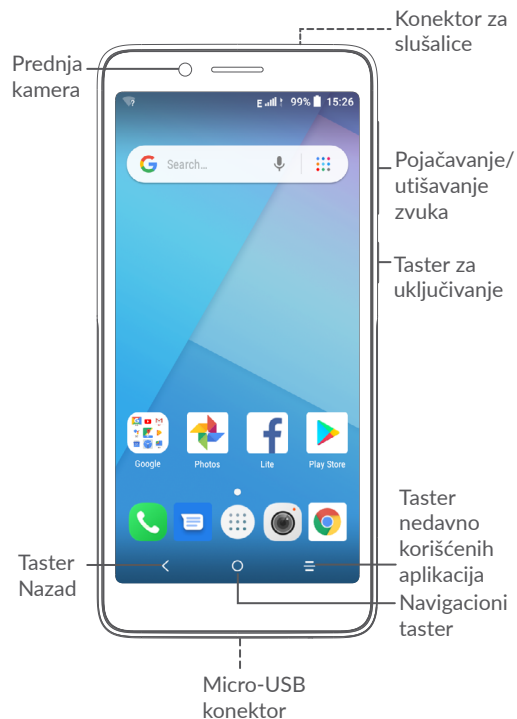 Konektor za
slušalice
Prednja
kamera
E 99% 15:26
G Search...
Pojačavanje/
utišavanje
zvuka
Taster za
uključivanje
Google Photos Lite Play Store
Taster
nedavno
korišćenih
aplikacija
Taster
Nazad
Navigacioni
taster
Micro-USB
konektor